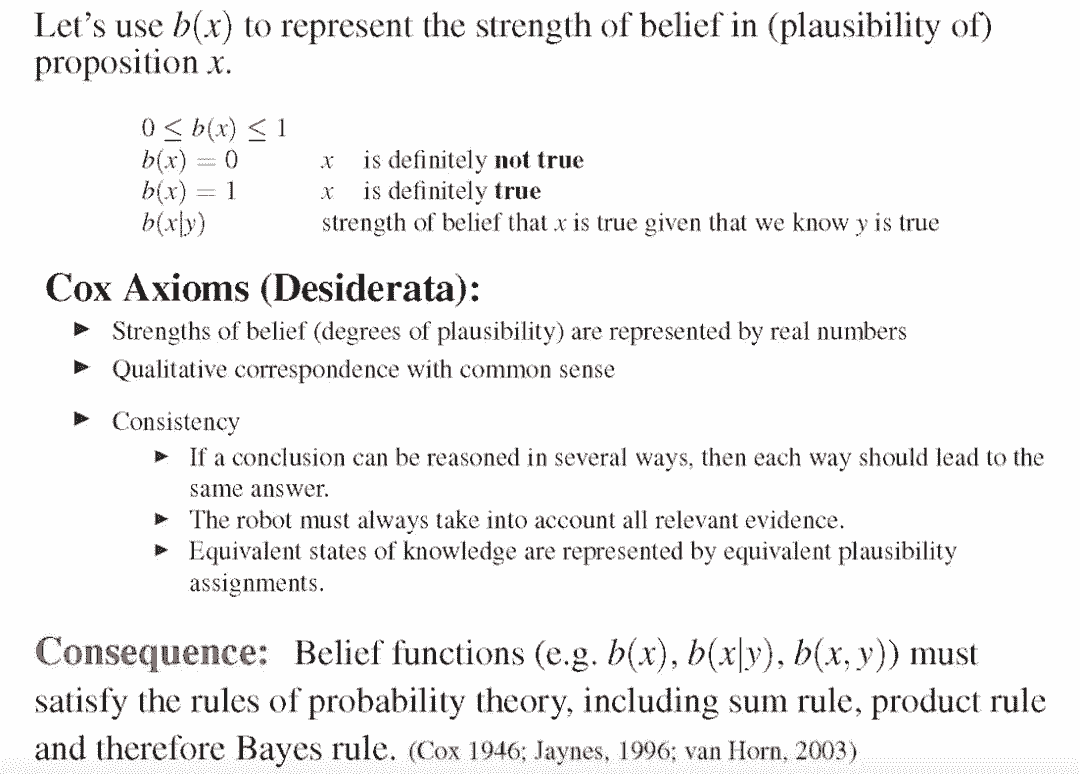 Let's use b(x) to represent the strength of belief in (plausibility of)
proposition x.
0 ≤ b(x) ≤ 1
b(x) = 0 x is definitely not true
b(x) = 1 x is definitely true
b(x|y) strength of belief that x is true given that we know y is true
Cox Axioms (Desiderata):
► Strengths of belief (degrees of plausibility) are represented by real numbers
► Qualitative correspondence with common sense
► Consistency
► If a conclusion can be reasoned in several ways, then each way should lead to the
same answer.
► The robot must always take into account all relevant evidence.
► Equivalent states of knowledge are represented by equivalent plausibility
assignments.
Consequence: Belief functions (e.g. b(x), b(x|y), b(x, y)) must
satisfy the rules of probability theory, including sum rule, product rule
and therefore Bayes rule. (Cox 1946; Jaynes, 1996; van Horn, 2003)